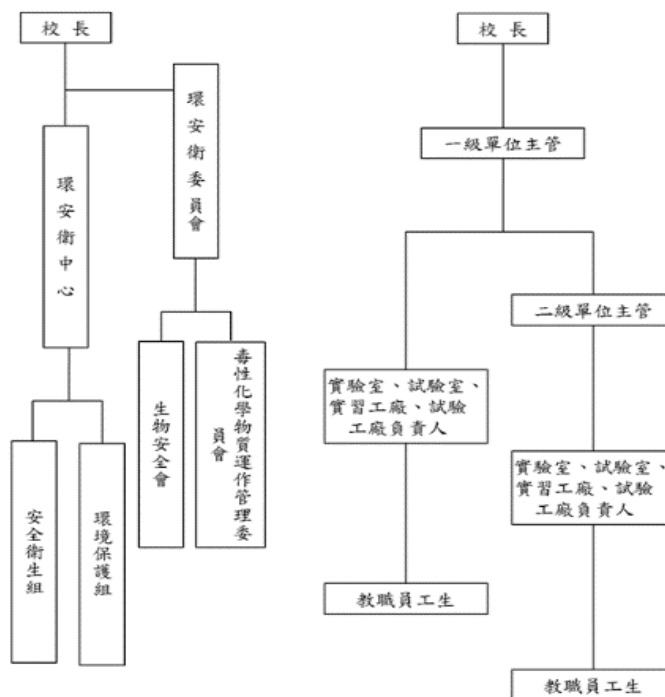 校 長
環安衛委員會
環安衛中心
生物安全會
毒性化學物質運作管理委
員會
安全衛生組
環境保護組
校 長
一級單位主管
二級單位主管
實驗室、試驗室、
實習工廠、試驗
工廠負責人
實驗室、試驗室、
實習工廠、試驗
工廠負責人
教職員工生
教職員工生